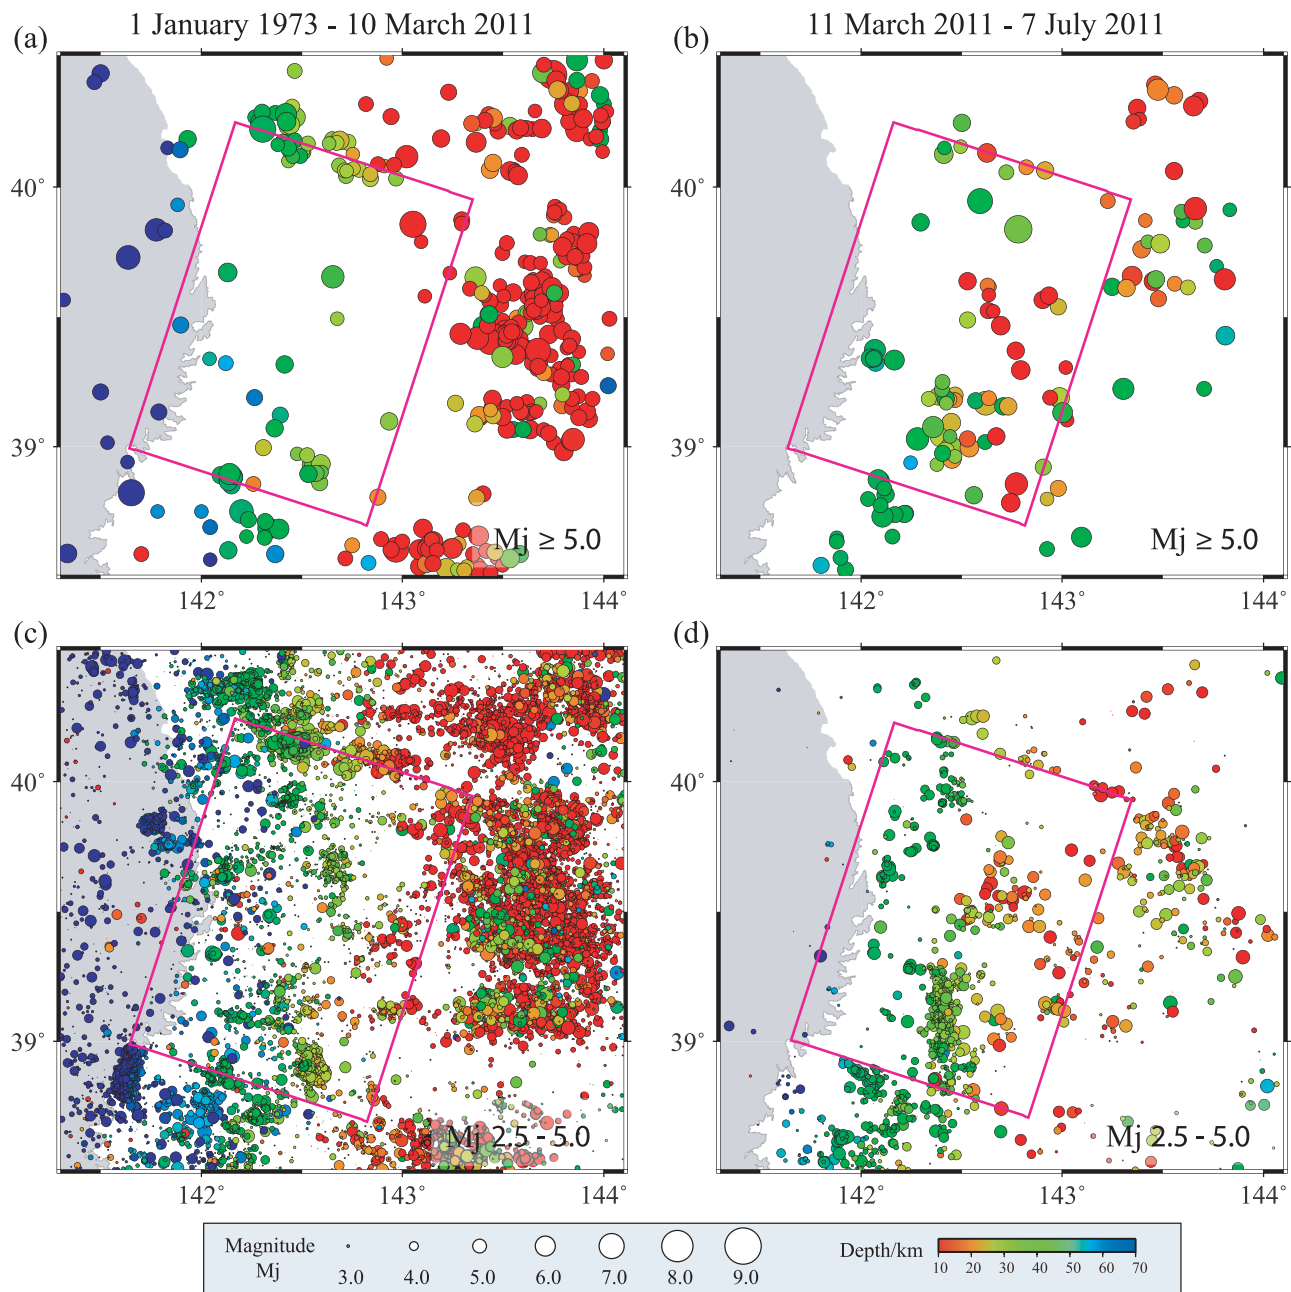 1 January 1973 - 10 March 2011
11 March 2011 - 7 July 2011
(a)
(b)
40°
40°
39°
39°
Mj ≥ 5.0
Mj ≥ 5.0
142°
143°
144°
142°
143°
144°
(c)
(d)
40°
40°
39°
39°
Mj 2.5 - 5.0
Mj 2.5 - 5.0
142°
143°
144°
142°
143°
144°
Magnitude
Mj
3.0 4.0 5.0 6.0 7.0 8.0 9.0
Depth/km
10 20 30 40 50 60 70